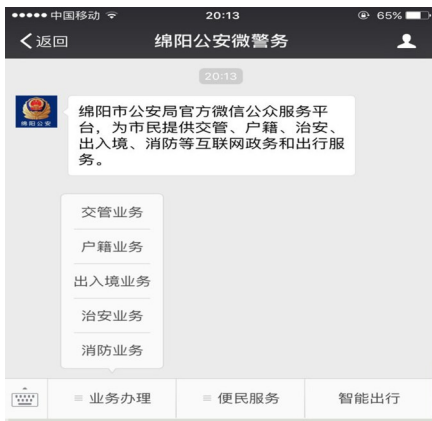 中国移动 20:13 65%
返回 绵阳公安微警务
20:13
绵阳公安
绵阳市公安局官方微信公众服务平
台，为市民提供交管、户籍、治安、
出入境、消防等互联网政务和出行服
务。
交管业务
户籍业务
出入境业务
治安业务
消防业务
业务办理 便民服务 智能出行